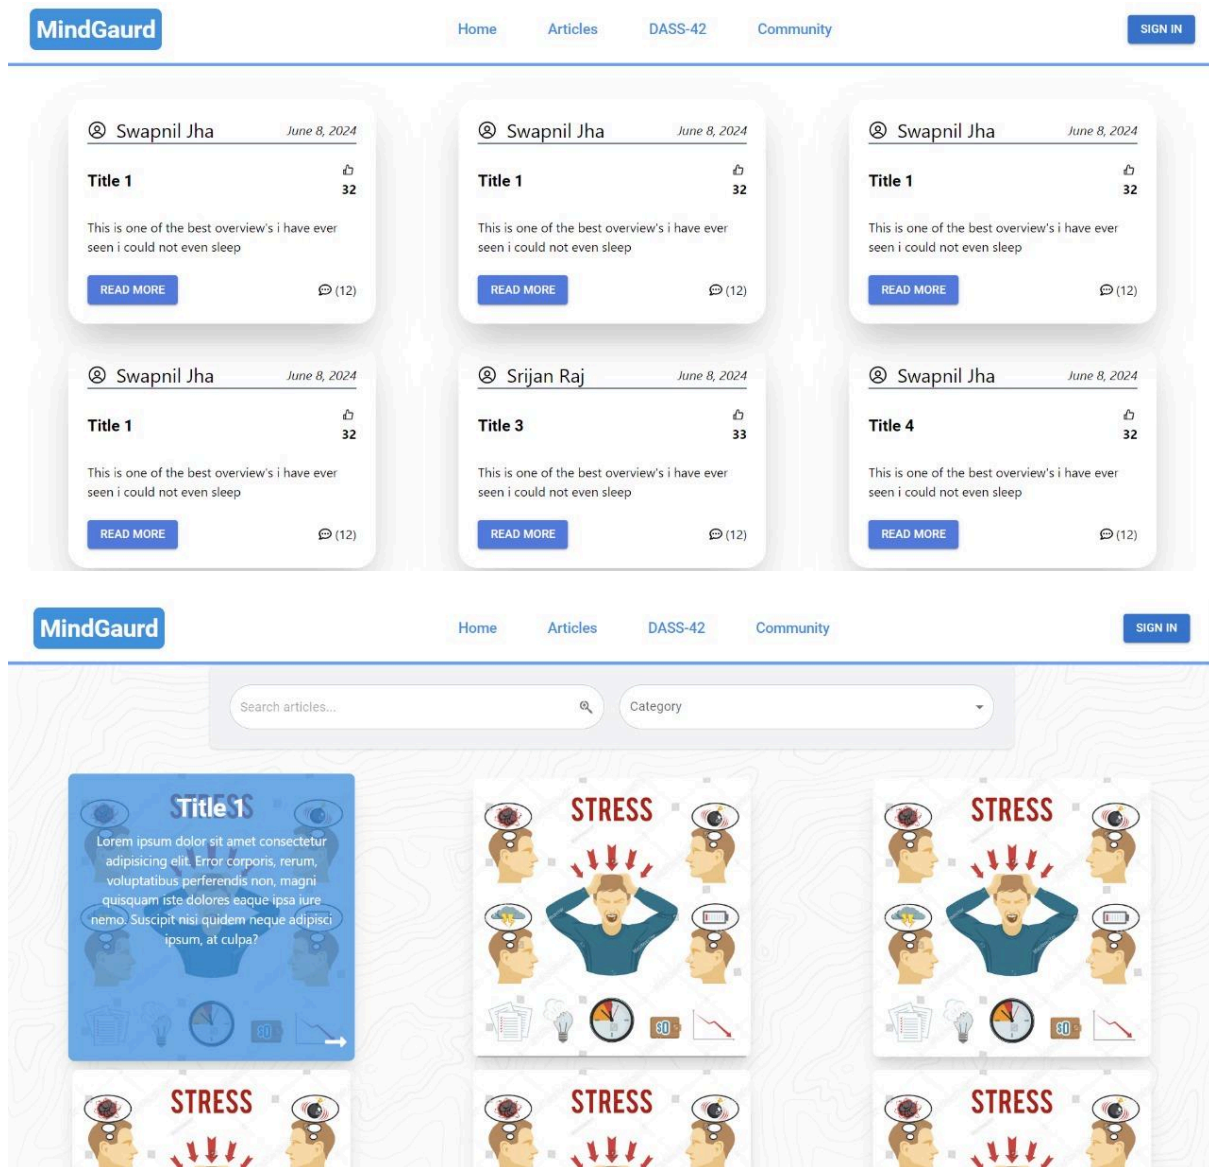 MindGaurd
Home Articles DASS-42 Community
SIGN IN
Swapnil Jha June 8, 2024
Title 1
32
This is one of the best overview's i have ever
seen i could not even sleep
READ MORE (12)
Swapnil Jha June 8, 2024
Title 1
32
This is one of the best overview's i have ever
seen i could not even sleep
READ MORE (12)
Swapnil Jha June 8, 2024
Title 1
32
This is one of the best overview's i have ever
seen i could not even sleep
READ MORE (12)
Swapnil Jha June 8, 2024
Title 1
32
This is one of the best overview's i have ever
seen i could not even sleep
READ MORE (12)
Srijan Raj June 8, 2024
Title 3
33
This is one of the best overview's i have ever
seen i could not even sleep
READ MORE (12)
Swapnil Jha June 8, 2024
Title 4
32
This is one of the best overview's i have ever
seen i could not even sleep
READ MORE (12)
MindGaurd
Home Articles DASS-42 Community
SIGN IN
Search articles...
Category
STRESS
Title 1
Lorem ipsum dolor sit amet consectetur
adipisicing elit. Error corporis, rerum,
voluptatibus perferendis non, magni
quisquam iste dolores eaque ipsa iure
nemo. Suscipit nisi quidem neque adipisci
ipsum, at culpa?
$0
STRESS
$0
STRESS
$0
STRESS
STRESS
STRESS